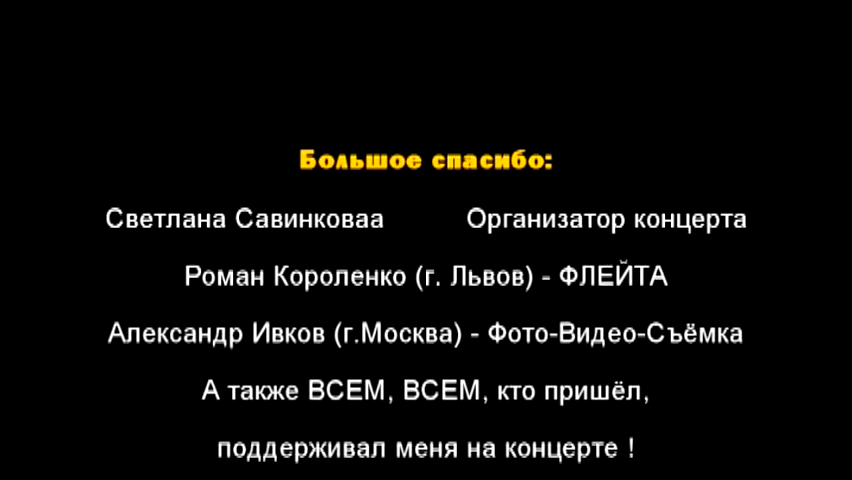 Большое спасибо:
Светлана Савинковаа Организатор концерта
Роман Короленко (г. Львов) - ФЛЕЙТА
Александр Ивков (г.Москва) - Фото-Видео-Съёмка
А также ВСЕМ, ВСЕМ, кто пришёл,
поддерживал меня на концерте !